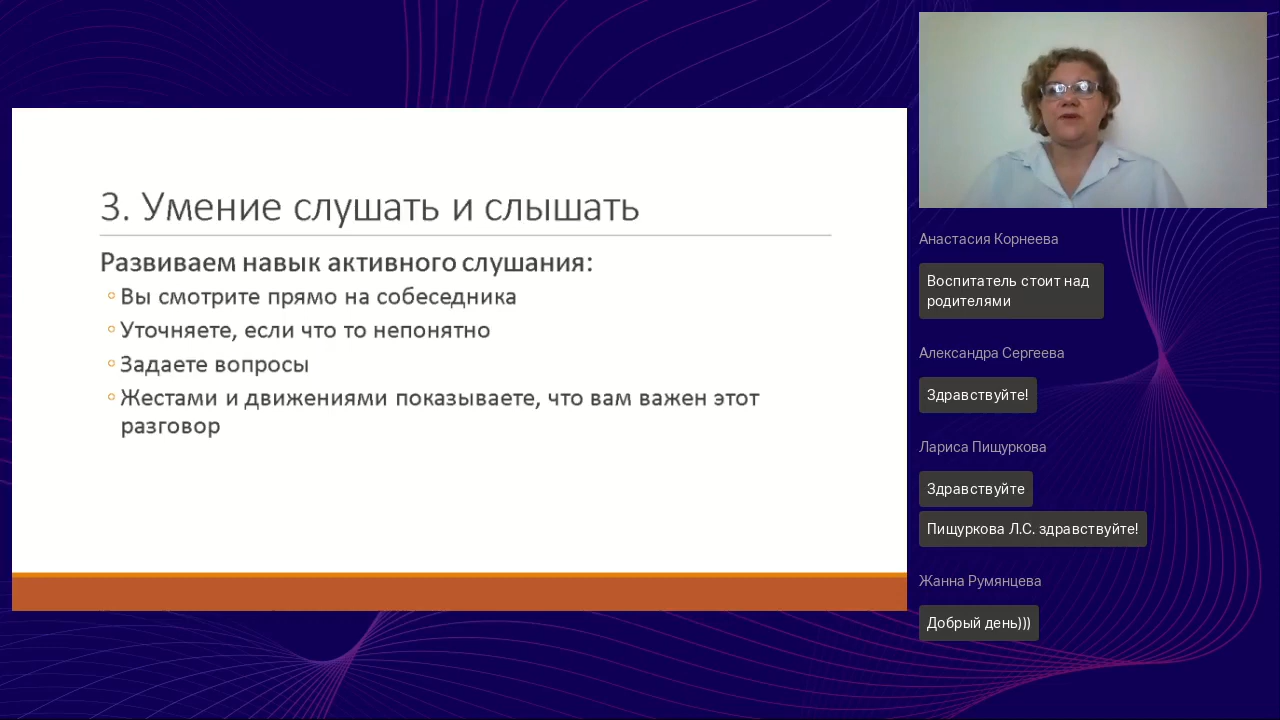 3. Умение слушать и слышать
Развиваем навык активного слушания:
Вы смотрите прямо на собеседника
Уточняете, если что то непонятно
Задаете вопросы
Жестами и движениями показываете, что вам важен этот
разговор
Анастасия Корнеева
Воспитатель стоит над
родителями
Александра Сергеева
Здравствуйте!
Лариса Пищуркова
Здравствуйте
Пищуркова Л.С. здравствуйте!
Жанна Румянцева
Добрый день)))